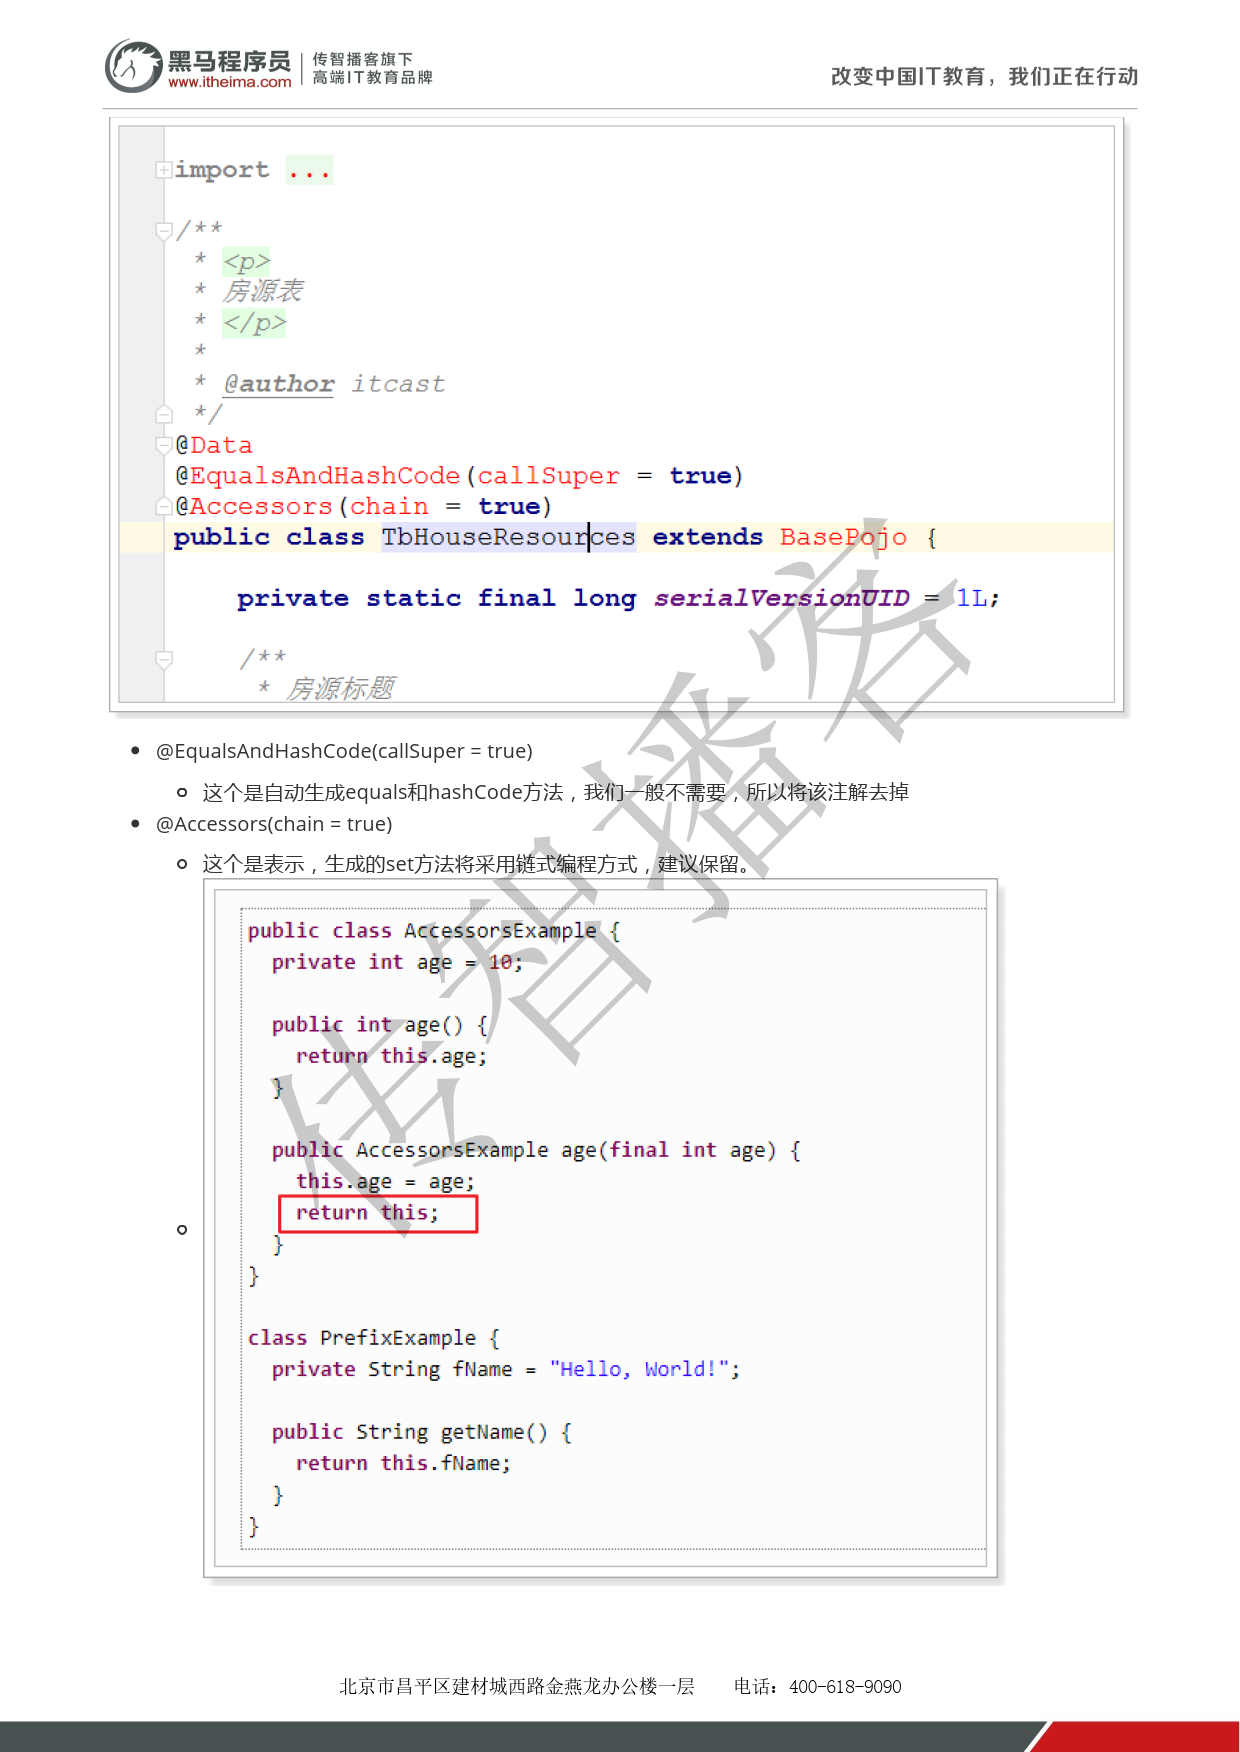 黑马程序员
www.itheima.com
传智播客旗下
高端IT教育品牌
改变中国IT教育，我们正在行动
import ...
/**
 * <p>
 * 房源表
 * </p>
 *
 * @author itcast
 */
@Data
@EqualsAndHashCode(callSuper = true)
@Accessors(chain = true)
public class TbHouseResources extends BasePojo {
    private static final long serialVersionUID = 1L;
    /**
     * 房源标题
• @EqualsAndHashCode(callSuper = true)
这个是自动生成equals和hashCode方法，我们一般不需要，所以将该注解去掉
• @Accessors(chain = true)
这个是表示，生成的set方法将采用链式编程方式，建议保留。
public class AccessorsExample {
  private int age = 10;
  public int age() {
    return this.age;
  }
  public AccessorsExample age(final int age) {
    this.age = age;
    return this;
  }
}
class PrefixExample {
  private String fName = "Hello, World!";
  public String getName() {
    return this.fName;
  }
}
传智播客
北京市昌平区建材城西路金燕龙办公楼一层 电话：400-618-9090